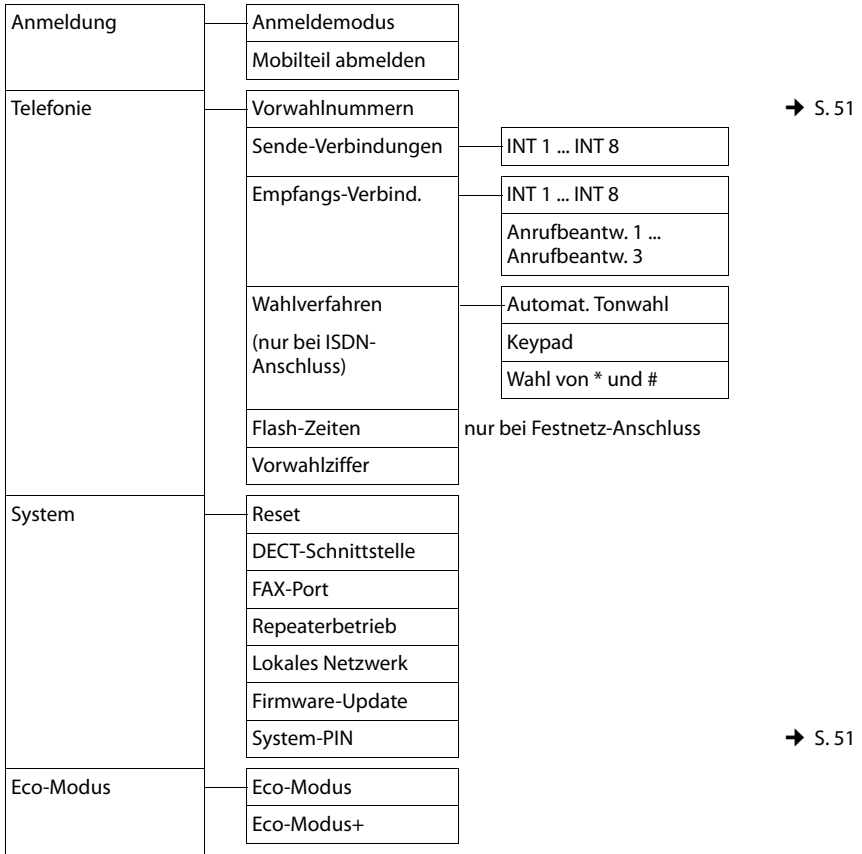 Anmeldung
Anmeldemodus
Mobilteil abmelden
Telefonie
Vorwahlnummern
➔ S. 51
Sende-Verbindungen
INT 1 ... INT 8
Empfangs-Verbind.
INT 1 ... INT 8
Anrufbeantw. 1 ...
Anrufbeantw. 3
Wahlverfahren
(nur bei ISDN-
Anschluss)
Automat. Tonwahl
Keypad
Wahl von * und #
Flash-Zeiten
nur bei Festnetz-Anschluss
Vorwahlziffer
System
Reset
DECT-Schnittstelle
FAX-Port
Repeaterbetrieb
Lokales Netzwerk
Firmware-Update
System-PIN
➔ S. 51
Eco-Modus
Eco-Modus
Eco-Modus+